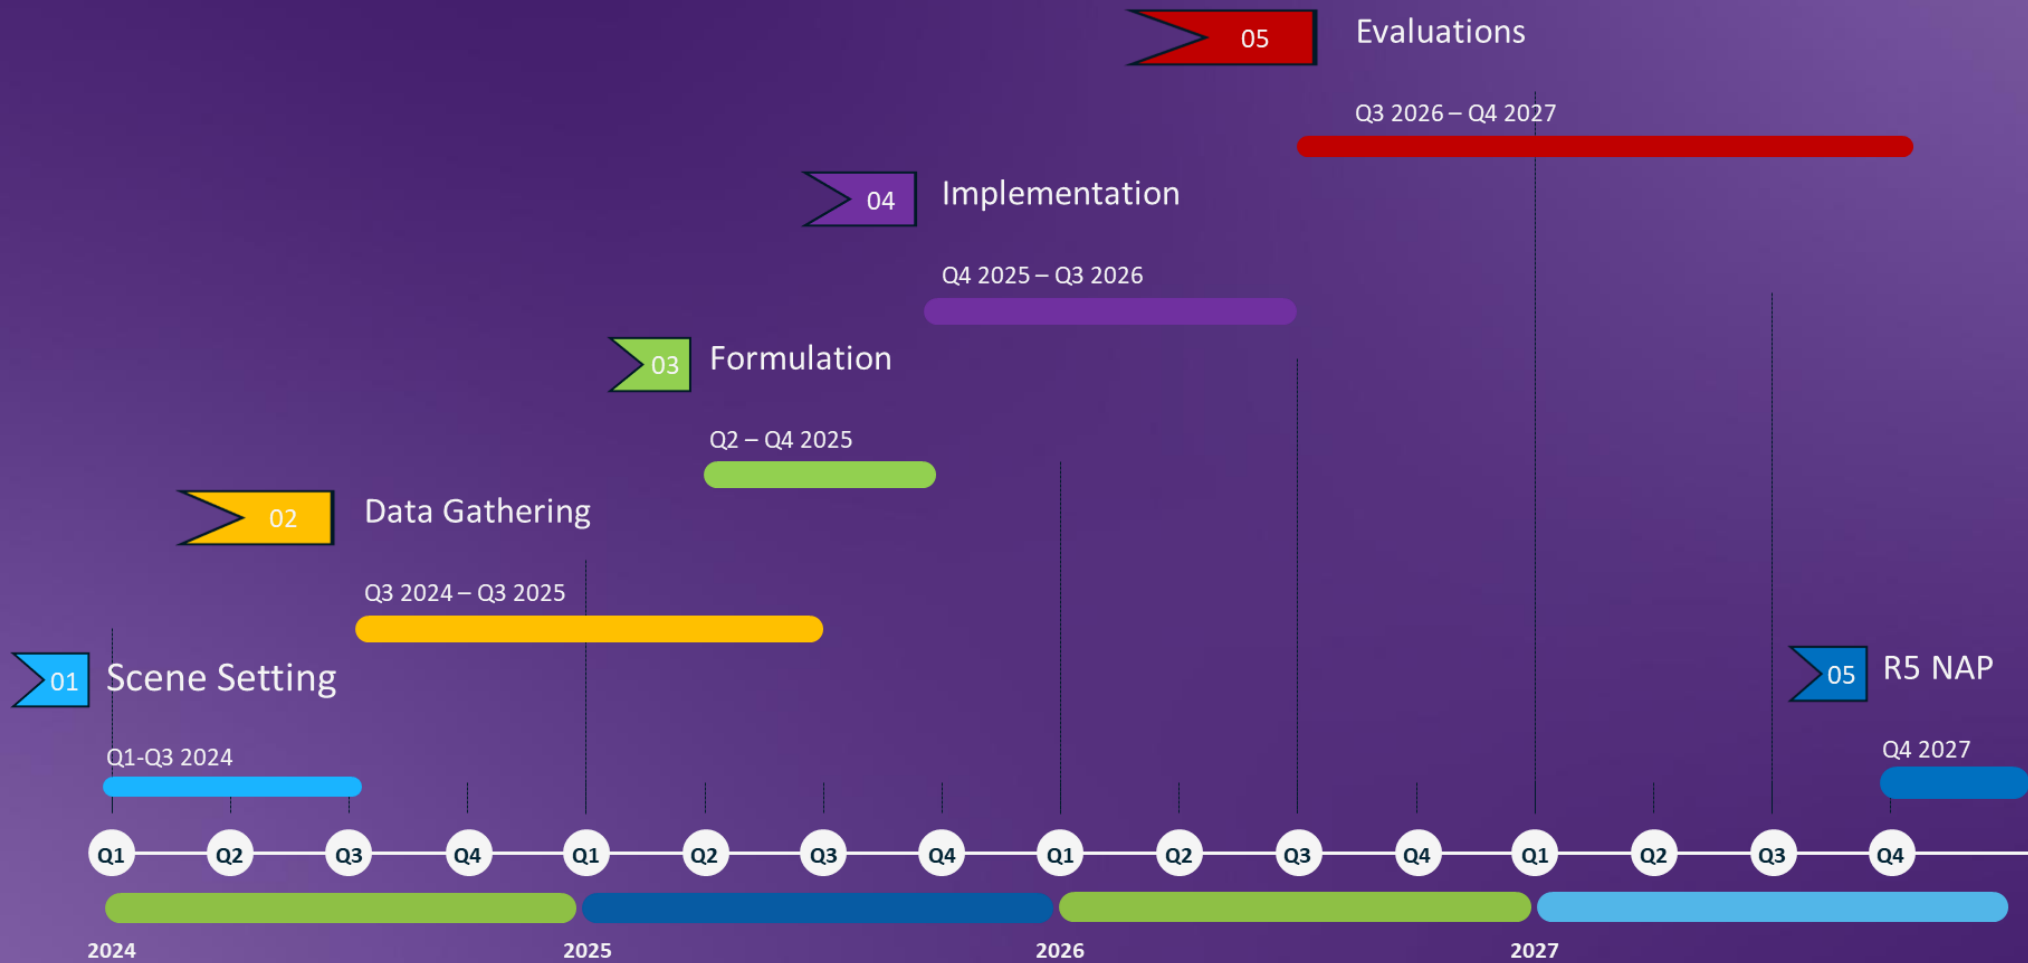 05
Evaluations
Q3 2026 – Q4 2027
04
Implementation
Q4 2025 – Q3 2026
03
Formulation
Q2 – Q4 2025
02
Data Gathering
Q3 2024 – Q3 2025
01
Scene Setting
Q1-Q3 2024
05
R5 NAP
Q4 2027
Q1 Q2 Q3 Q4 Q1 Q2 Q3 Q4 Q1 Q2 Q3 Q4 Q1 Q2 Q3 Q4
2024 2025 2026 2027